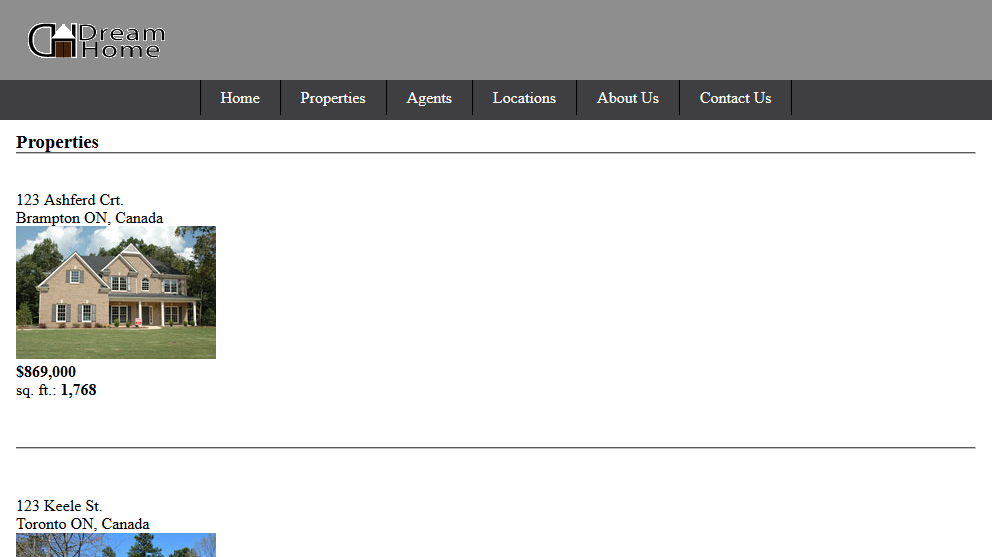 Dream
Home
Home Properties Agents Locations About Us Contact Us
Properties
123 Ashferd Crt.
Brampton ON, Canada
$869,000
sq. ft.: 1,768
123 Keele St.
Toronto ON, Canada